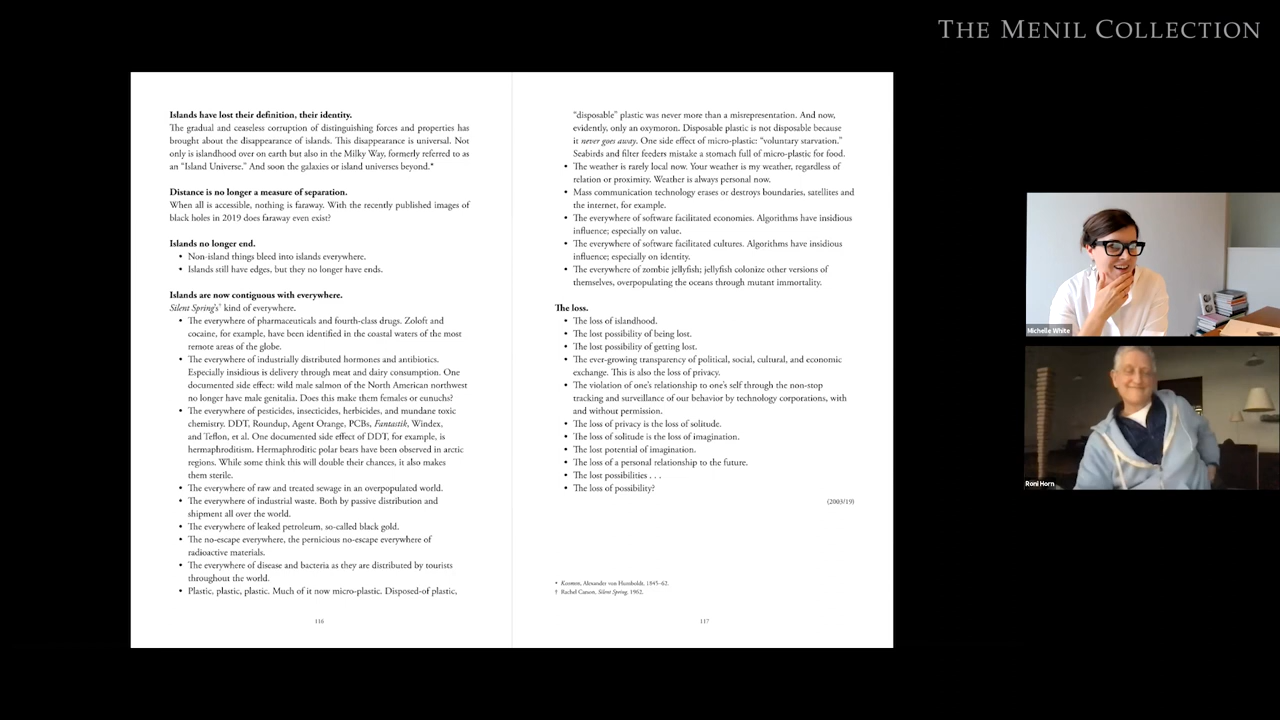 THE MENIL COLLECTION
Islands have lost their definition, their identity.
The gradual and ceaseless corruption of distinguishing forces and properties has
brought about the disappearance of islands. This disappearance is universal. Not
only is islandhood over on earth but also in the Milky Way, formerly referred to as
an “Island Universe.” And soon the galaxies or island universes beyond.*
Distance is no longer a measure of separation.
When all is accessible, nothing is faraway. With the recently published images of
black holes in 2019 does faraway even exist?
Islands no longer end.
• Non-island things bleed into islands everywhere.
• Islands still have edges, but they no longer have ends.
Islands are now contiguous with everywhere.
Silent Spring's† kind of everywhere.
• The everywhere of pharmaceuticals and fourth-class drugs. Zoloft and
cocaine, for example, have been identified in the coastal waters of the most
remote areas of the globe.
• The everywhere of industrially distributed hormones and antibiotics.
Especially insidious is delivery through meat and dairy consumption. One
documented side effect: wild male salmon of the North American northwest
no longer have male genitalia. Does this make them females or eunuchs?
• The everywhere of pesticides, insecticides, herbicides, and mundane toxic
chemistry. DDT, Roundup, Agent Orange, PCBs, Fantastik, Windex,
and Teflon, et al. One documented side effect of DDT, for example, is
hermaphroditism. Hermaphroditic polar bears have been observed in arctic
regions. While some think this will double their chances, it also makes
them sterile.
• The everywhere of raw and treated sewage in an overpopulated world.
• The everywhere of industrial waste. Both by passive distribution and
shipment all over the world.
• The everywhere of leaked petroleum, so-called black gold.
• The no-escape everywhere, the pernicious no-escape everywhere of
radioactive materials.
• The everywhere of disease and bacteria as they are distributed by tourists
throughout the world.
• Plastic, plastic, plastic. Much of it now micro-plastic. Disposed-of plastic,
116
“disposable” plastic was never more than a misrepresentation. And now,
evidently, only an oxymoron. Disposable plastic is not disposable because
it never goes away. One side effect of micro-plastic: “voluntary starvation.”
Seabirds and filter feeders mistake a stomach full of micro-plastic for food.
• The weather is rarely local now. Your weather is my weather, regardless of
relation or proximity. Weather is always personal now.
• Mass communication technology erases or destroys boundaries, satellites and
the internet, for example.
• The everywhere of software facilitated economies. Algorithms have insidious
influence; especially on value.
• The everywhere of software facilitated cultures. Algorithms have insidious
influence; especially on identity.
• The everywhere of zombie jellyfish; jellyfish colonize other versions of
themselves, overpopulating the oceans through mutant immortality.
The loss.
• The loss of islandhood.
• The lost possibility of being lost.
• The lost possibility of getting lost.
• The ever-growing transparency of political, social, cultural, and economic
exchange. This is also the loss of privacy.
• The violation of one's relationship to one's self through the non-stop
tracking and surveillance of our behavior by technology corporations, with
and without permission.
• The loss of privacy is the loss of solitude.
• The loss of solitude is the loss of imagination.
• The lost potential of imagination.
• The loss of a personal relationship to the future.
• The lost possibilities . . .
• The loss of possibility?
(2003/19)
* Kosmos, Alexander von Humboldt, 1845–62.
† Rachel Carson, Silent Spring, 1962.
117
Michelle White
Roni Horn